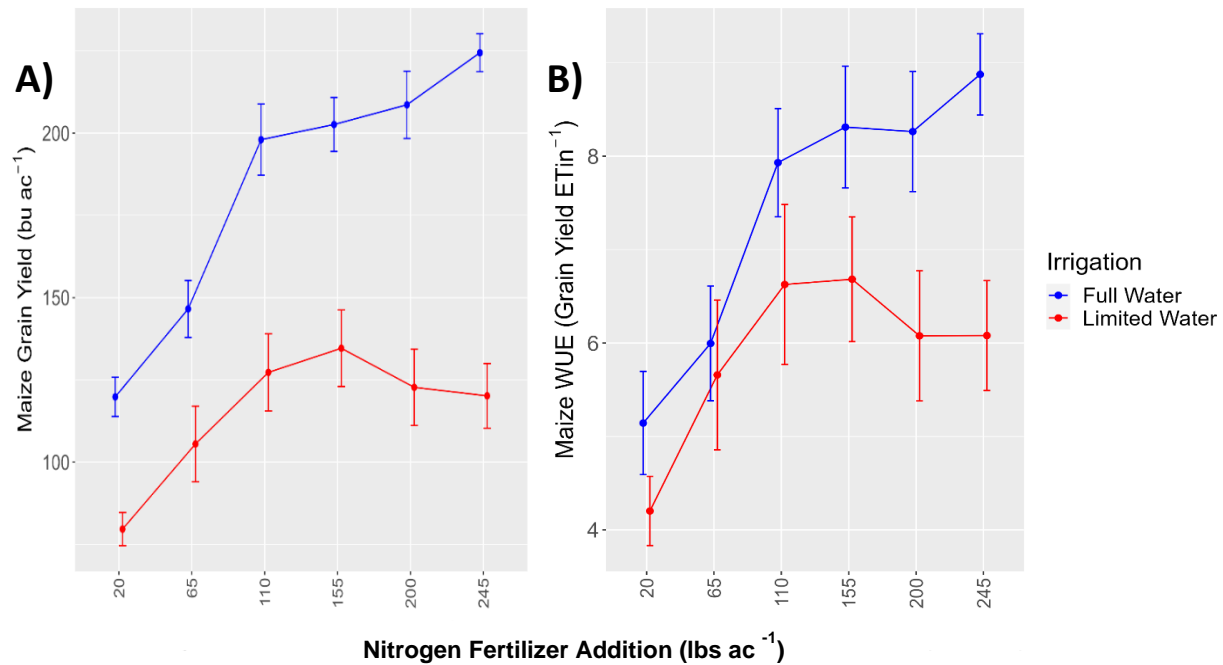 A)
Maize Grain Yield (bu ac⁻¹)
200
150
100
20
65
110
155
200
245
B)
Maize WUE (Grain Yield ETin⁻¹)
8
6
4
20
65
110
155
200
245
Irrigation
Full Water
Limited Water
Nitrogen Fertilizer Addition (lbs ac ⁻¹)